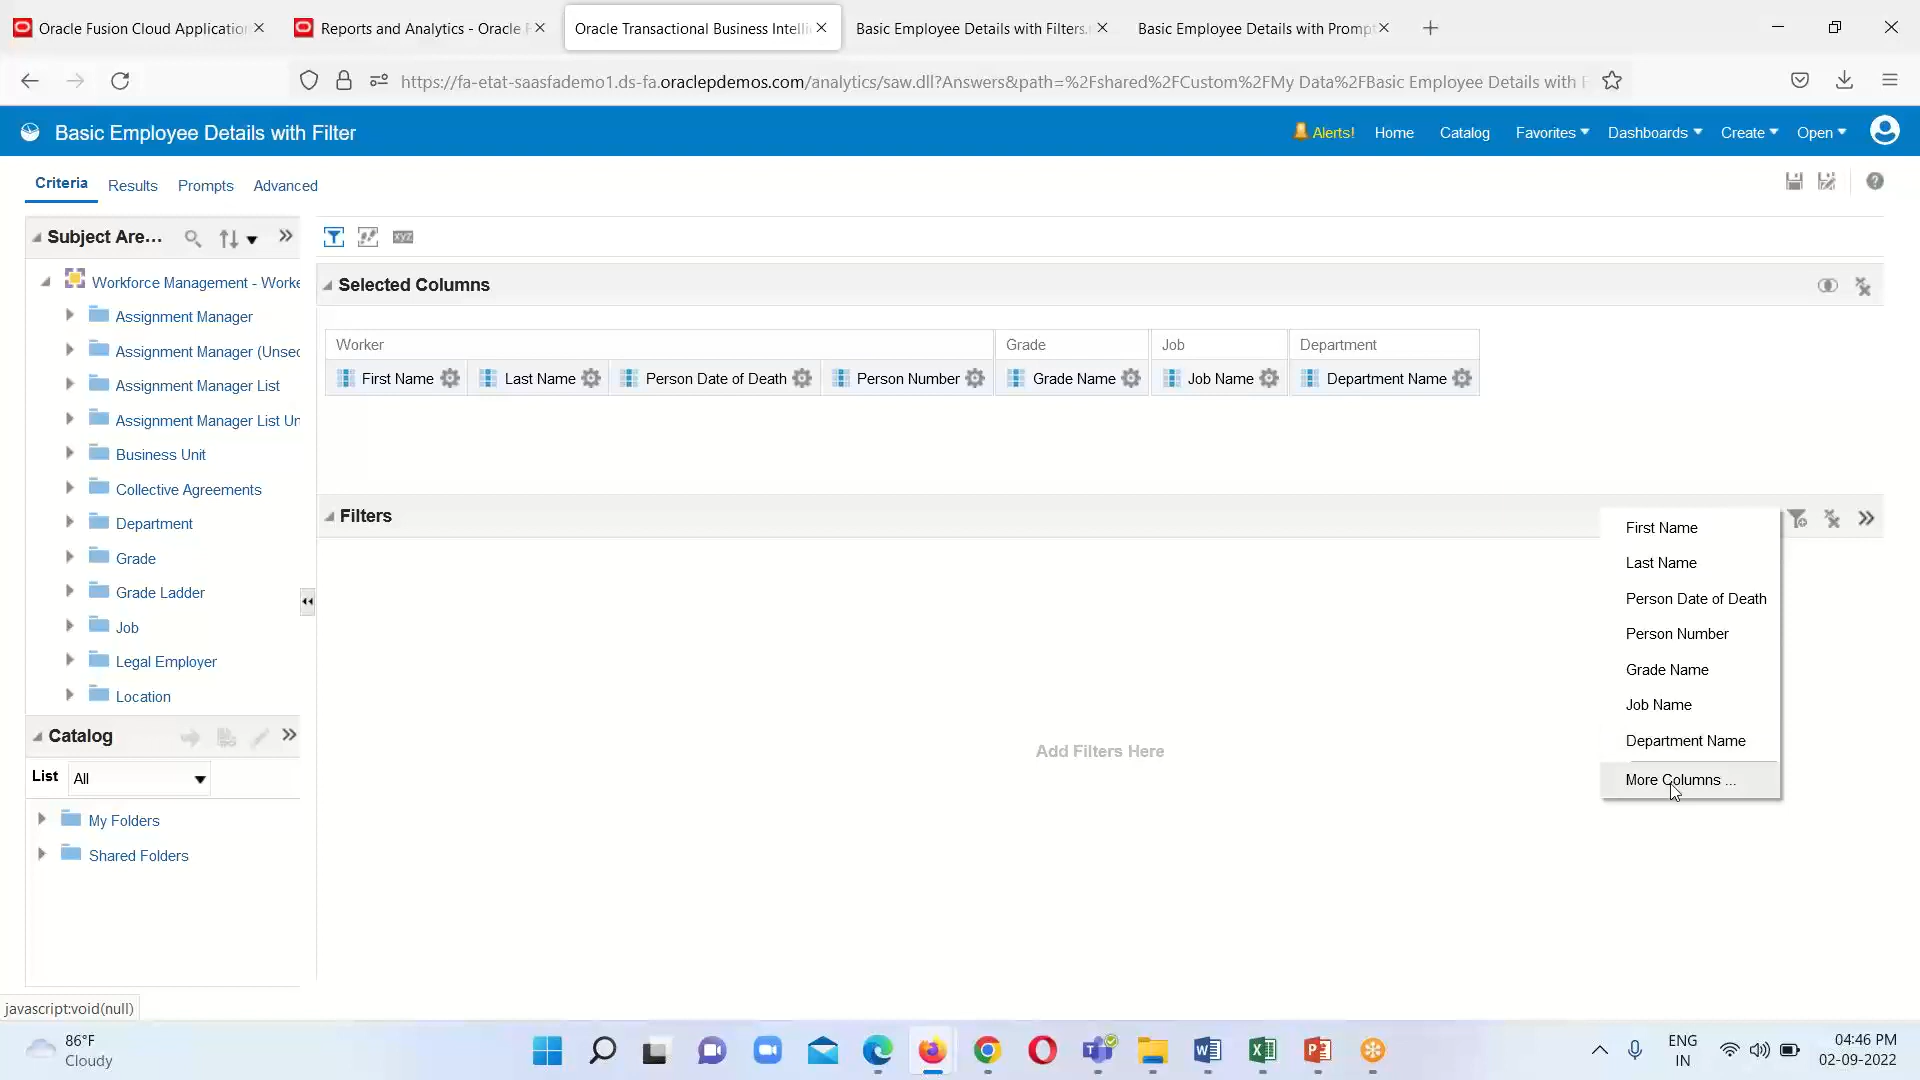 Oracle Fusion Cloud Application
Reports and Analytics - Oracle F
Oracle Transactional Business Intelli
Basic Employee Details with Filters.
Basic Employee Details with Prompt
https://fa-etat-saasfademo1.ds-fa.oraclepdemos.com/analytics/saw.dll?Answers&path=%2Fshared%2FCustom%2FMy Data%2FBasic Employee Details with F
Basic Employee Details with Filter
Alerts!
Home
Catalog
Favorites
Dashboards
Create
Open
Criteria
Results
Prompts
Advanced
Subject Are...
Workforce Management - Worke
Assignment Manager
Assignment Manager (Unsec
Assignment Manager List
Assignment Manager List Un
Business Unit
Collective Agreements
Department
Grade
Grade Ladder
Job
Legal Employer
Location
Catalog
List
All
My Folders
Shared Folders
xyz
Selected Columns
Worker
Grade
Job
Department
First Name
Last Name
Person Date of Death
Person Number
Grade Name
Job Name
Department Name
Filters
Add Filters Here
First Name
Last Name
Person Date of Death
Person Number
Grade Name
Job Name
Department Name
More Columns ...
javascript:void(null)
86°F
Cloudy
ENG
IN
04:46 PM
02-09-2022